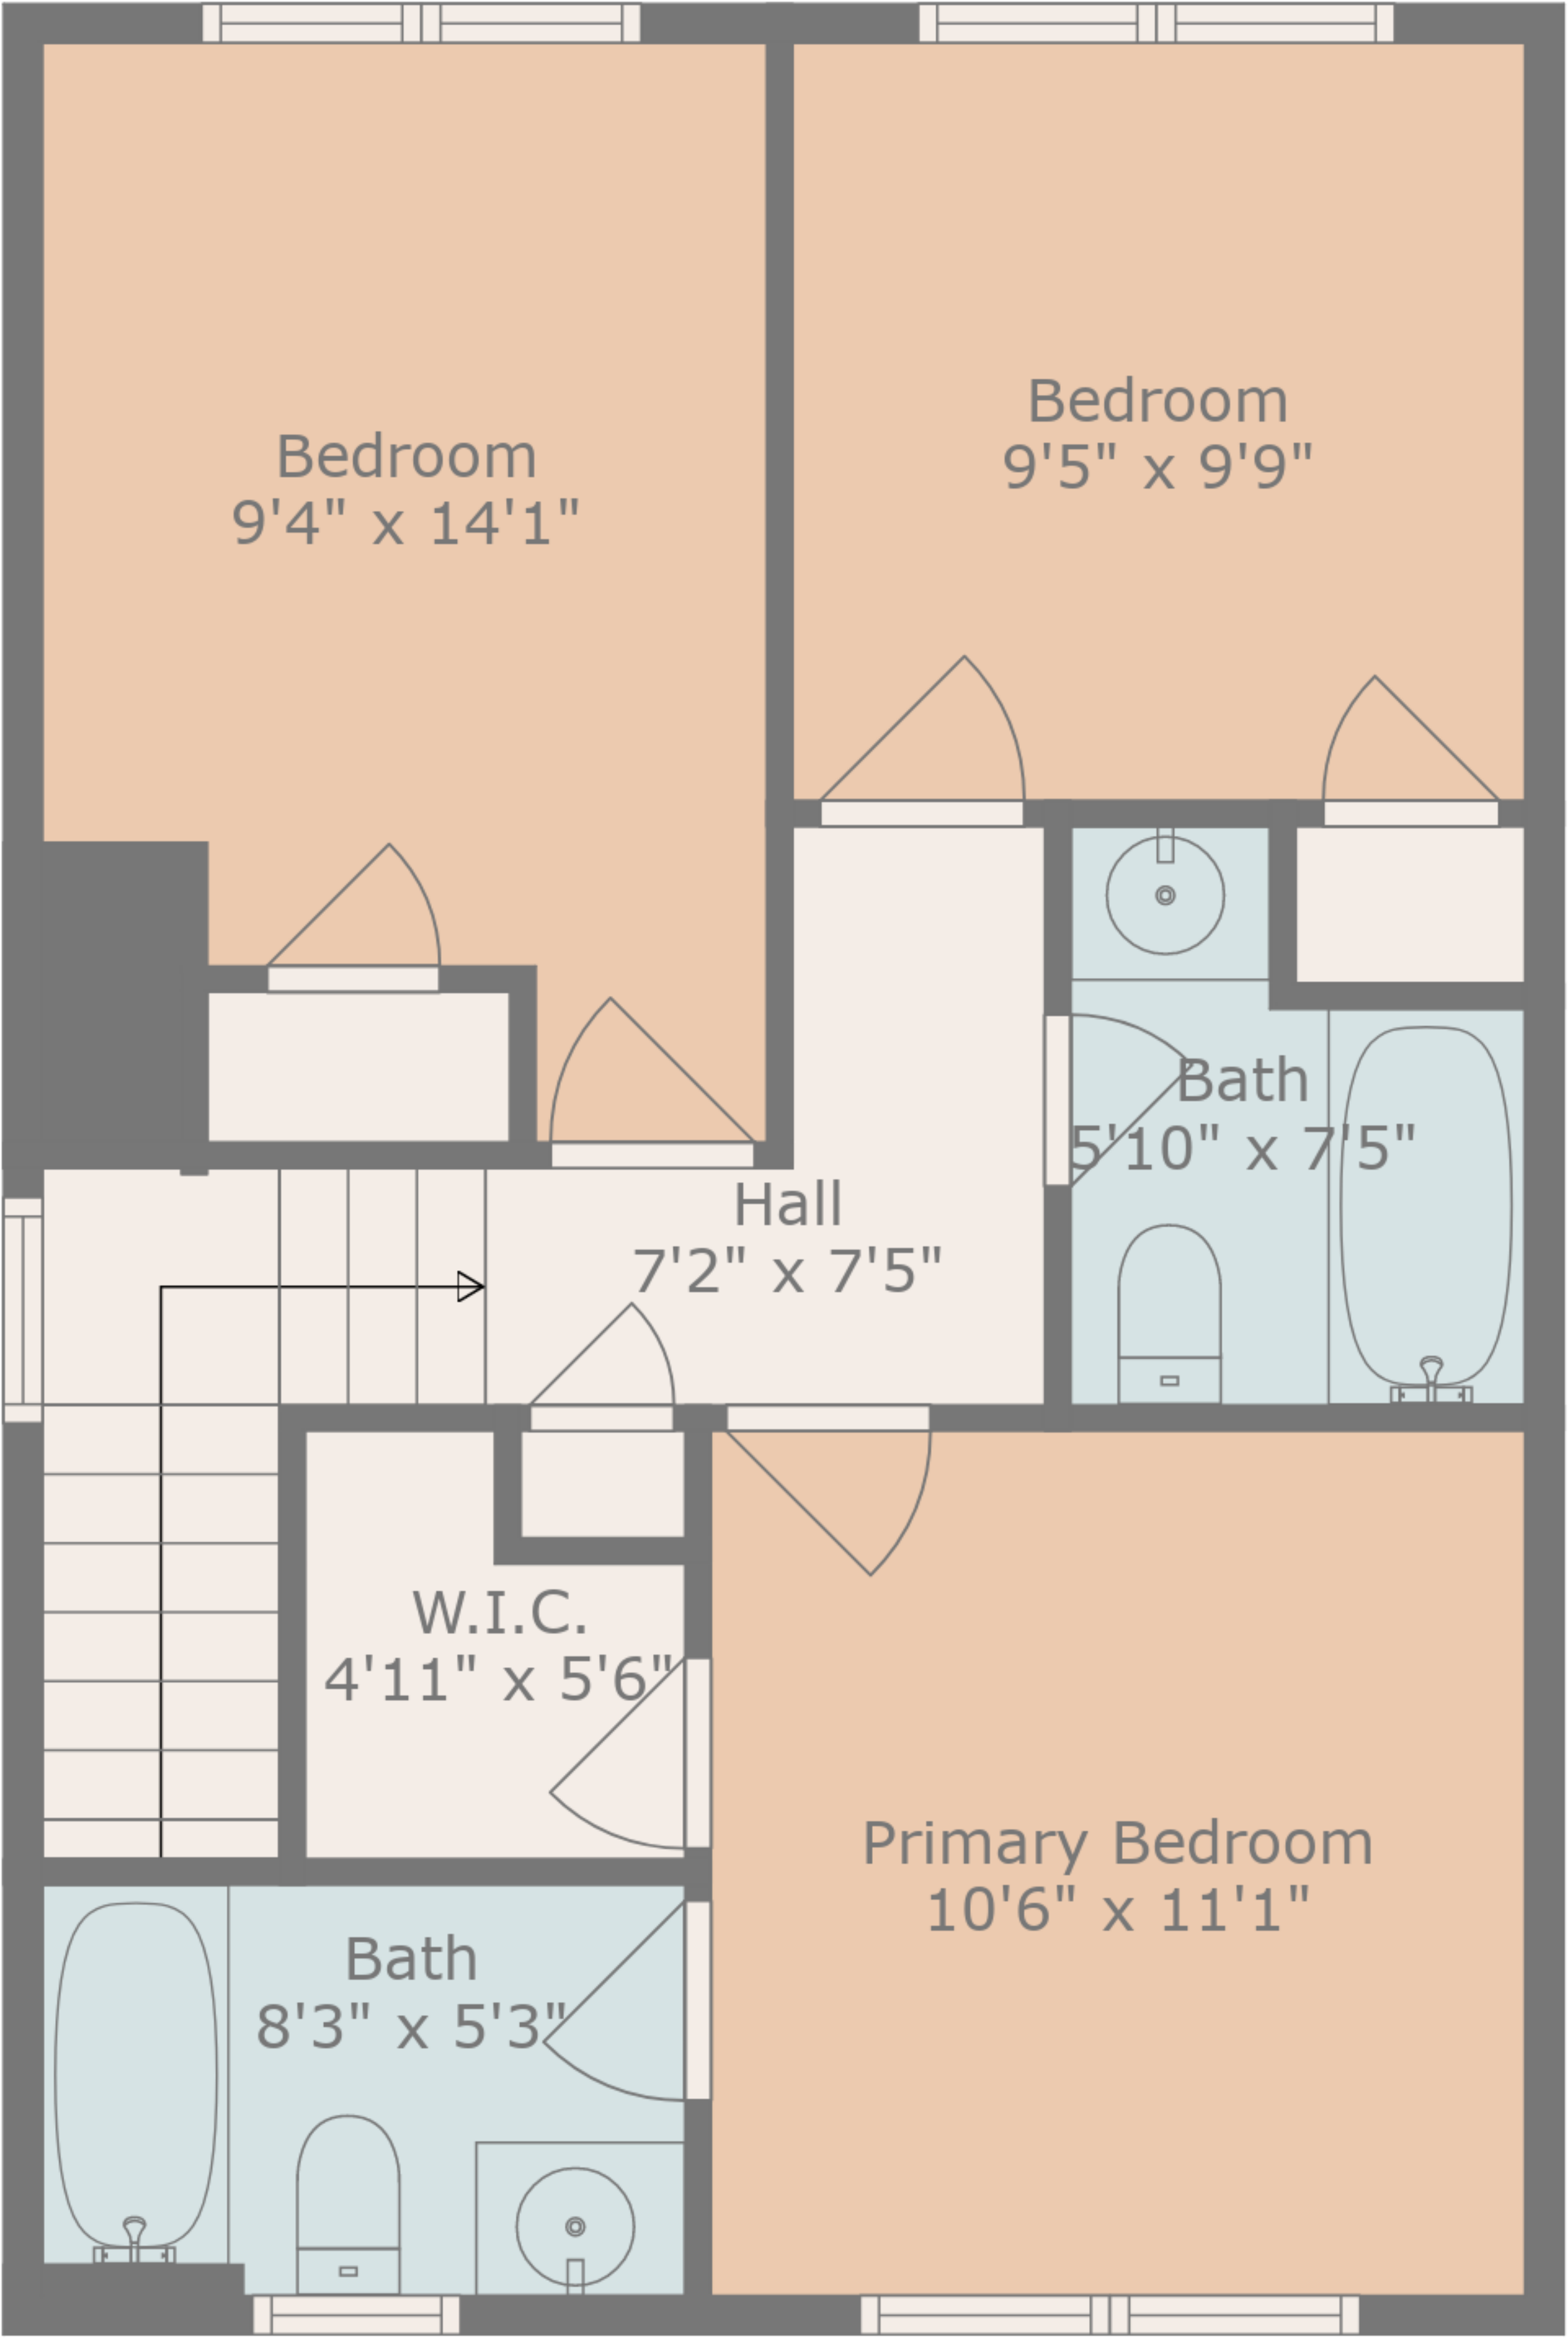 Bedroom
9'4" x 14'1"
Bedroom
9'5" x 9'9"
Bath
5'10" x 7'5"
Hall
7'2" x 7'5"
W.I.C.
4'11" x 5'6"
Primary Bedroom
10'6" x 11'1"
Bath
8'3" x 5'3"